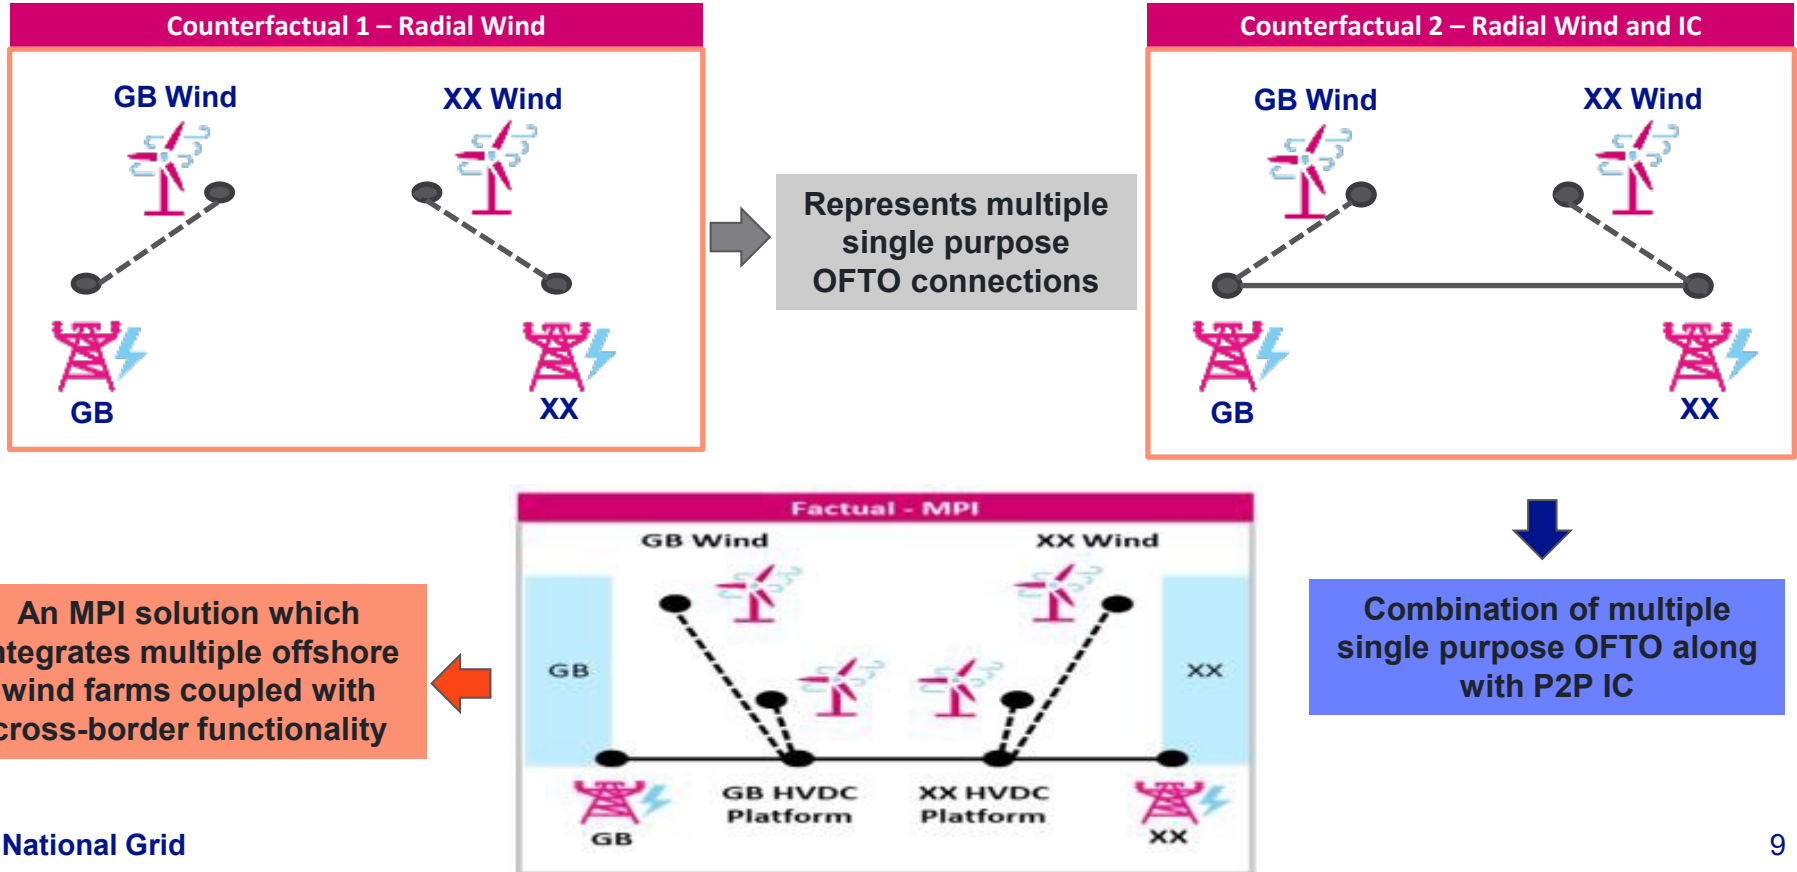 Counterfactual 1 – Radial Wind
GB Wind
XX Wind
GB
XX
Represents multiple
single purpose
OFTO connections
Counterfactual 2 – Radial Wind and IC
GB Wind
XX Wind
GB
XX
Combination of multiple
single purpose OFTO along
with P2P IC
Factual - MPI
GB Wind
XX Wind
GB
XX
GB HVDC
Platform
XX HVDC
Platform
GB
XX
An MPI solution which
ntegrates multiple offshore
wind farms coupled with
cross-border functionality
National Grid
9